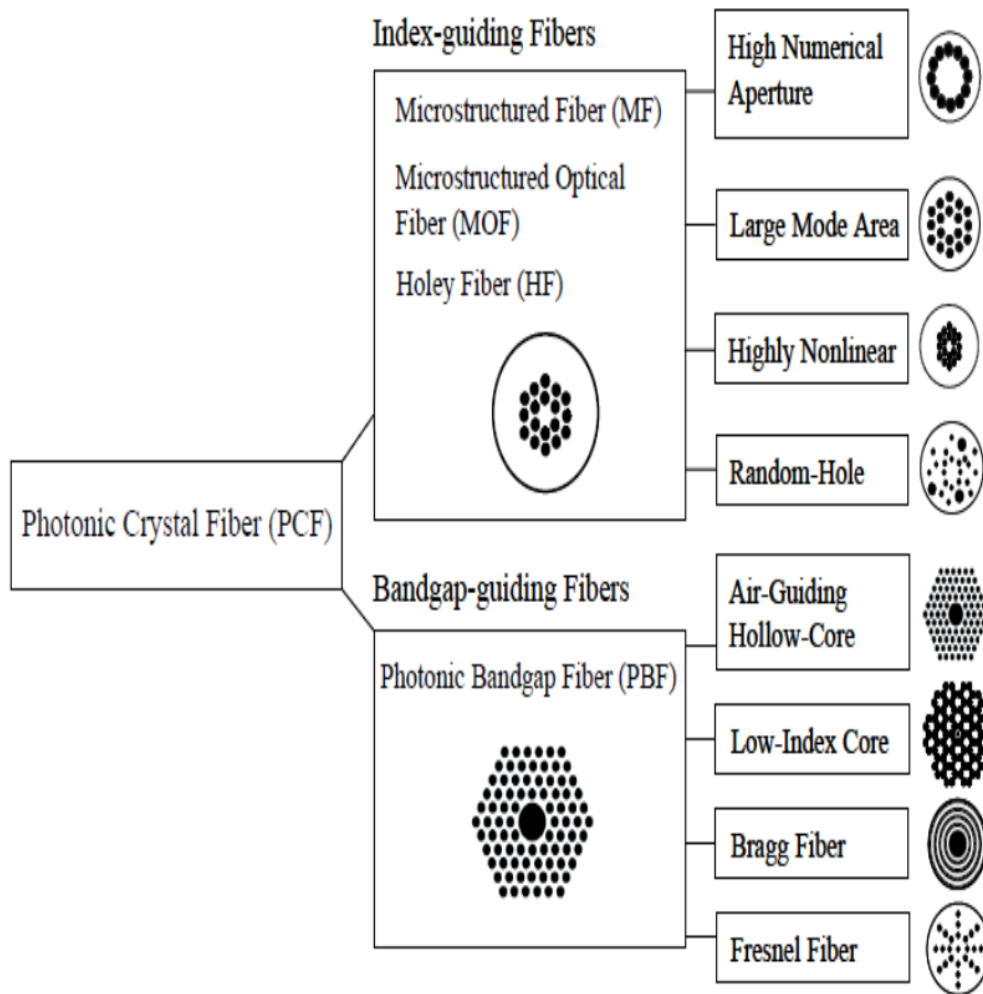 Index-guiding Fibers
Microstructured Fiber (MF)
Microstructured Optical
Fiber (MOF)
Holey Fiber (HF)
High Numerical
Aperture
Large Mode Area
Highly Nonlinear
Random-Hole
Photonic Crystal Fiber (PCF)
Bandgap-guiding Fibers
Photonic Bandgap Fiber (PBF)
Air-Guiding
Hollow-Core
Low-Index Core
Bragg Fiber
Fresnel Fiber